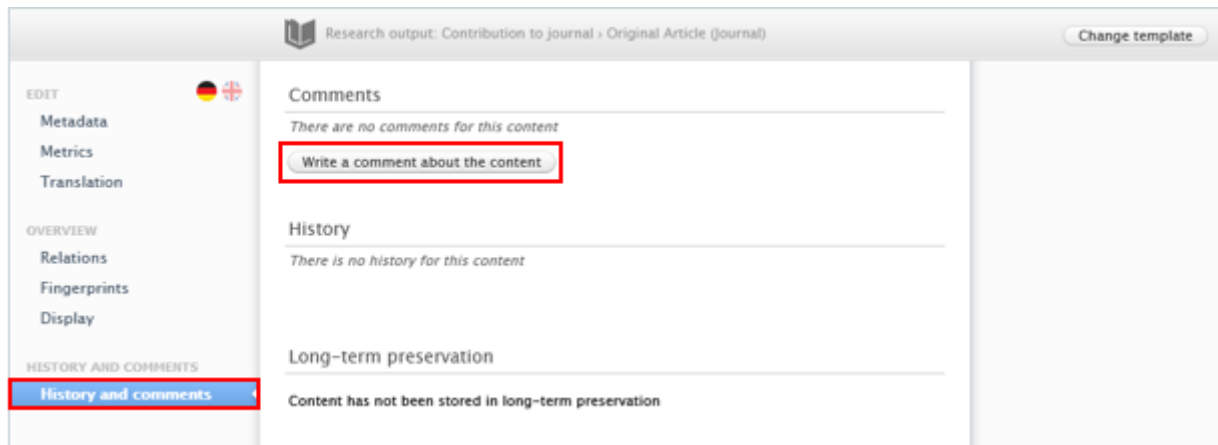 Research output: Contribution to journal › Original Article (Journal)
Change template
EDIT
Metadata
Metrics
Translation
OVERVIEW
Relations
Fingerprints
Display
HISTORY AND COMMENTS
History and comments
Comments
There are no comments for this content
Write a comment about the content
History
There is no history for this content
Long-term preservation
Content has not been stored in long-term preservation